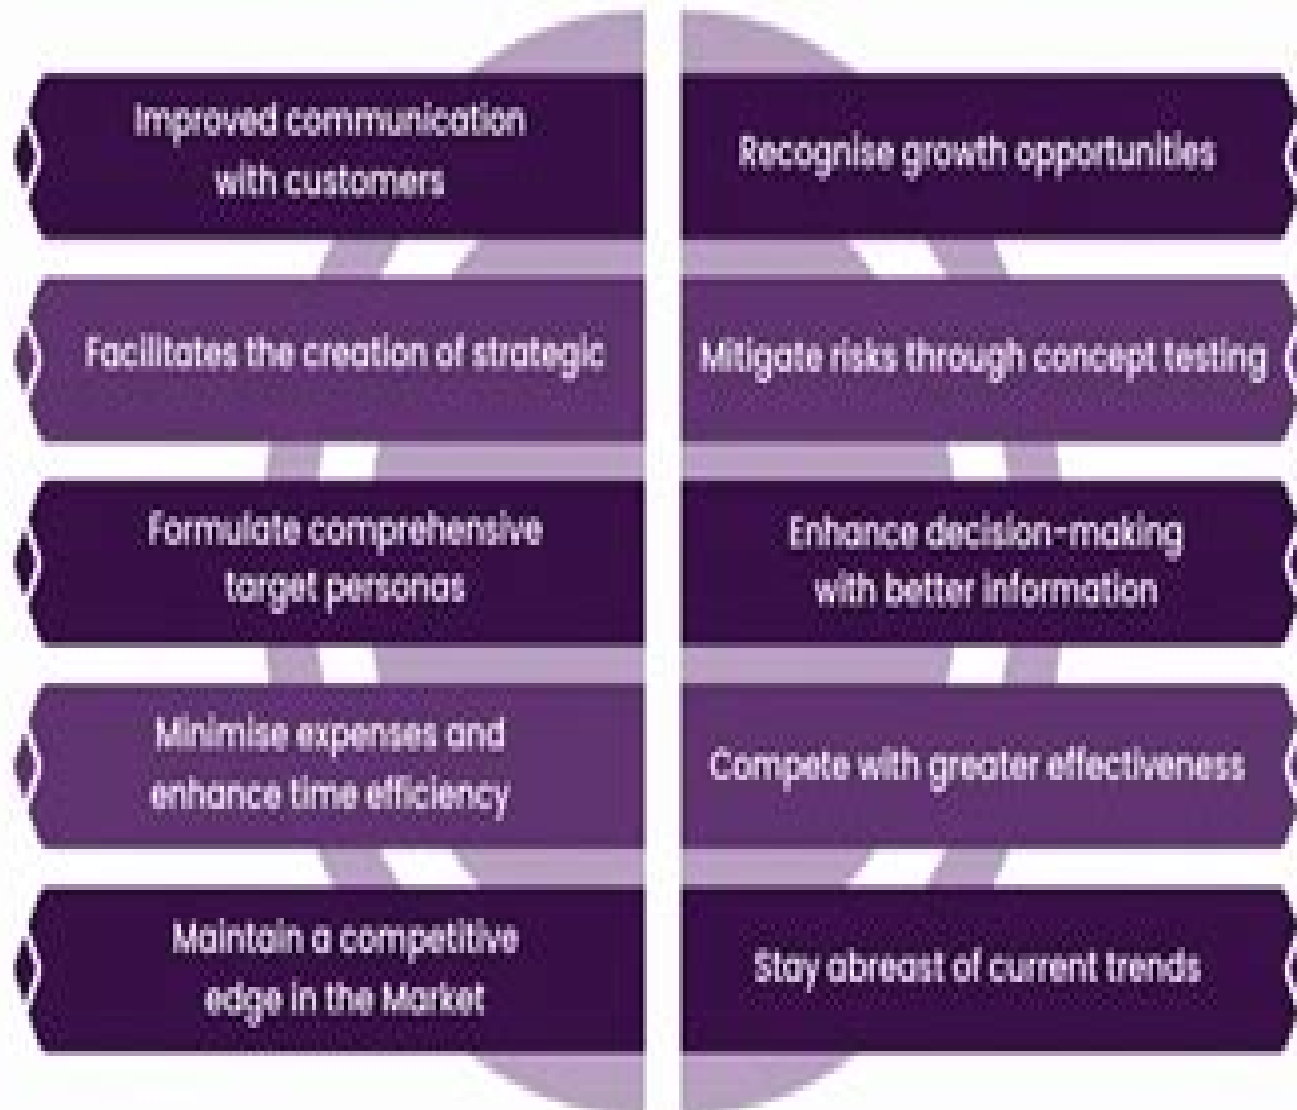 Improved communication
with customers
Recognise growth opportunities
Facilitates the creation of strategic
Mitigate risks through concept testing
Formulate comprehensive
target personas
Enhance decision-making
with better information
Minimise expenses and
enhance time efficiency
Compete with greater effectiveness
Maintain a competitive
edge in the Market
Stay abreast of current trends